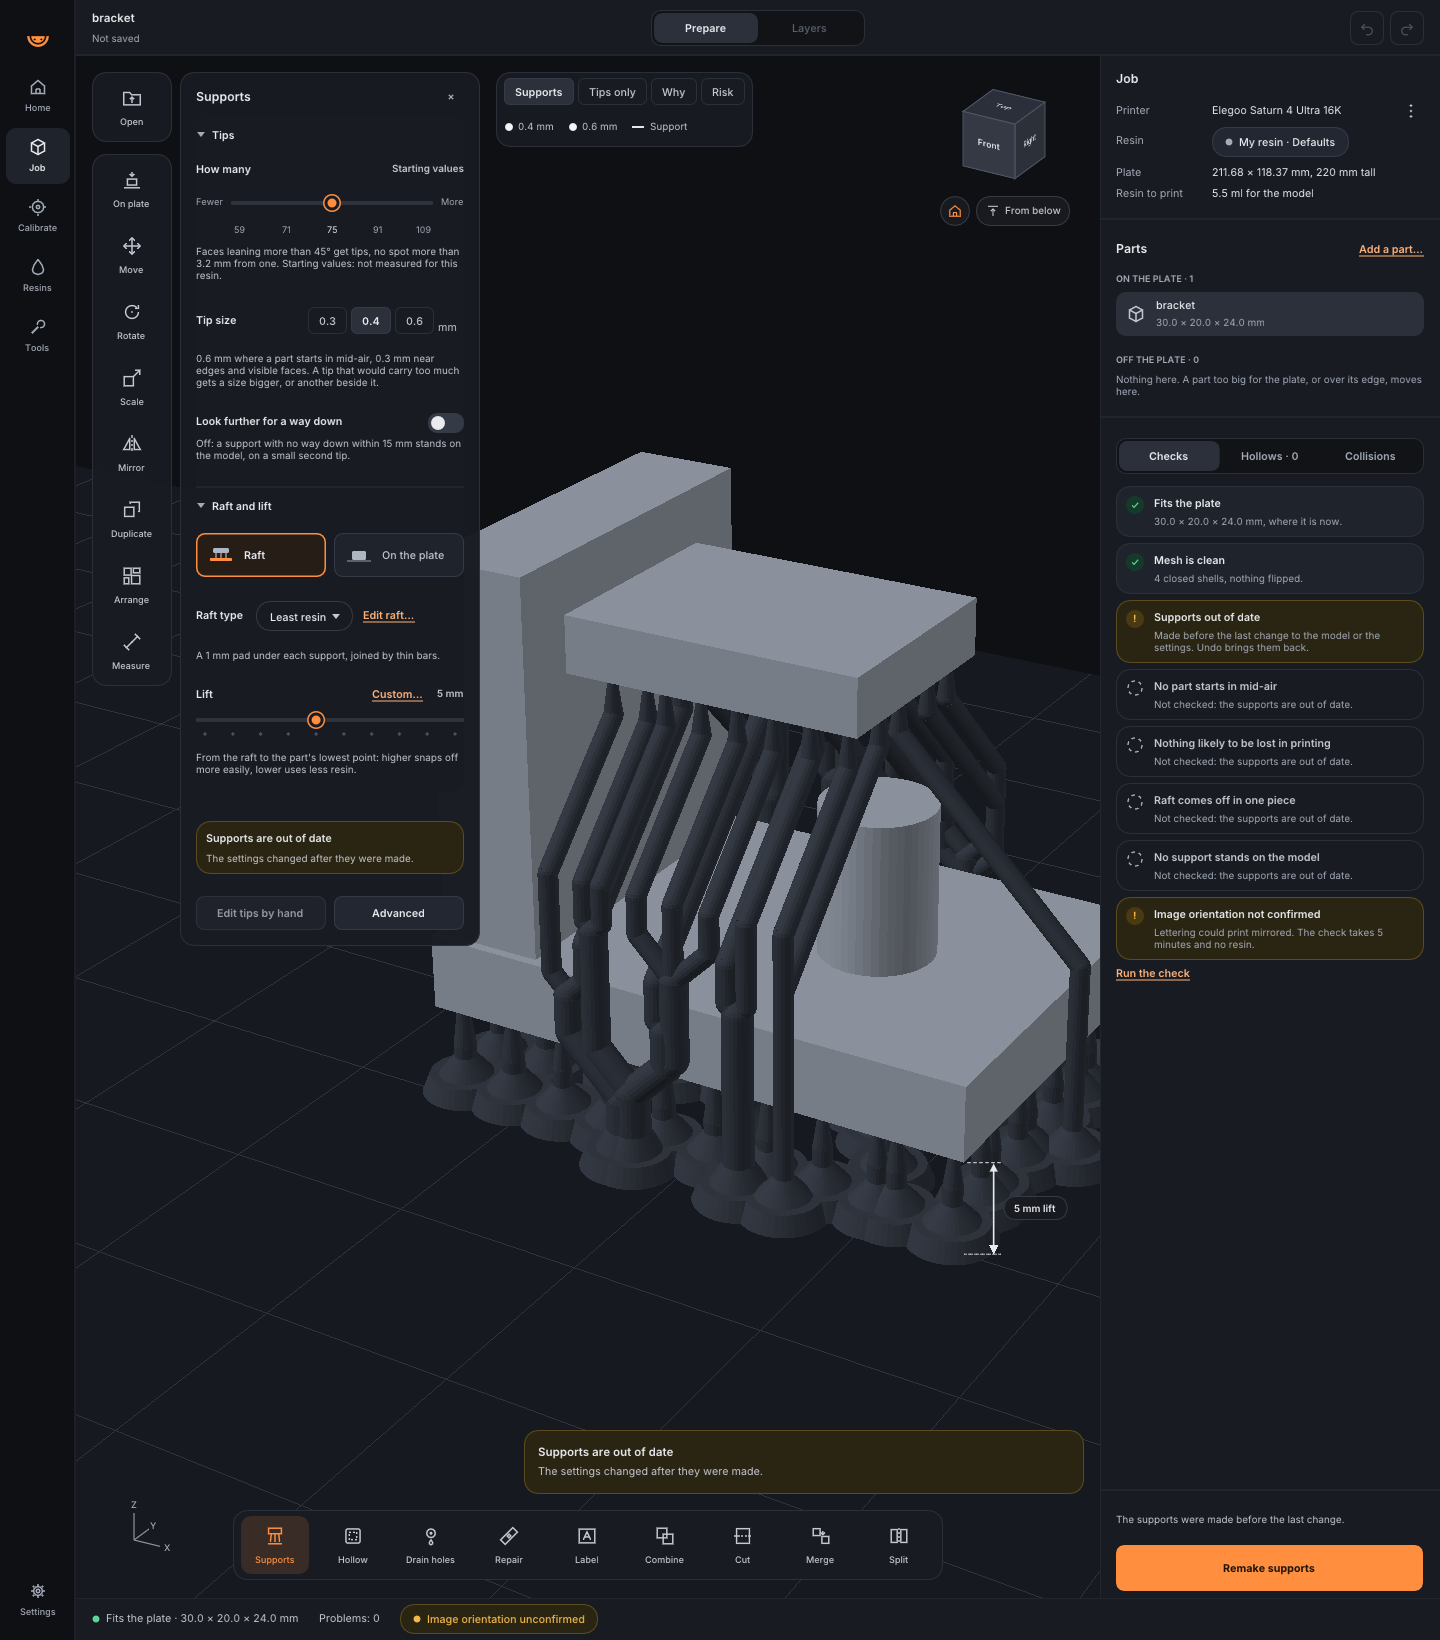 bracket
Not saved
Prepare
Layers
Home
Job
Calibrate
Resins
Tools
Settings
Open
On plate
Move
Rotate
Scale
Mirror
Duplicate
Arrange
Measure
Supports
×
Tips
How many
Starting values
Fewer
More
59 71 75 91 109
Faces leaning more than 45° get tips, no spot more than
3.2 mm from one. Starting values: not measured for this
resin.
Tip size
0.3
0.4
0.6
mm
0.6 mm where a part starts in mid-air, 0.3 mm near
edges and visible faces. A tip that would carry too much
gets a size bigger, or another beside it.
Look further for a way down
Off: a support with no way down within 15 mm stands on
the model, on a small second tip.
Raft and lift
Raft
On the plate
Raft type
Least resin
Edit raft...
A 1 mm pad under each support, joined by thin bars.
Lift
Custom...
5 mm
From the raft to the part's lowest point: higher snaps off
more easily, lower uses less resin.
Supports are out of date
The settings changed after they were made.
Edit tips by hand
Advanced
Supports
Tips only
Why
Risk
0.4 mm
0.6 mm
Support
Top
Front
Right
From below
5 mm lift
Supports are out of date
The settings changed after they were made.
Z
Y
X
Supports
Hollow
Drain holes
Repair
Label
Combine
Cut
Merge
Split
Job
Printer
Elegoo Saturn 4 Ultra 16K
Resin
My resin · Defaults
Plate
211.68 × 118.37 mm, 220 mm tall
Resin to print
5.5 ml for the model
Parts
Add a part...
ON THE PLATE · 1
bracket
30.0 × 20.0 × 24.0 mm
OFF THE PLATE · 0
Nothing here. A part too big for the plate, or over its edge, moves
here.
Checks
Hollows · 0
Collisions
Fits the plate
30.0 × 20.0 × 24.0 mm, where it is now.
Mesh is clean
4 closed shells, nothing flipped.
Supports out of date
Made before the last change to the model or the
settings. Undo brings them back.
No part starts in mid-air
Not checked: the supports are out of date.
Nothing likely to be lost in printing
Not checked: the supports are out of date.
Raft comes off in one piece
Not checked: the supports are out of date.
No support stands on the model
Not checked: the supports are out of date.
Image orientation not confirmed
Lettering could print mirrored. The check takes 5
minutes and no resin.
Run the check
The supports were made before the last change.
Remake supports
Fits the plate · 30.0 × 20.0 × 24.0 mm
Problems: 0
Image orientation unconfirmed